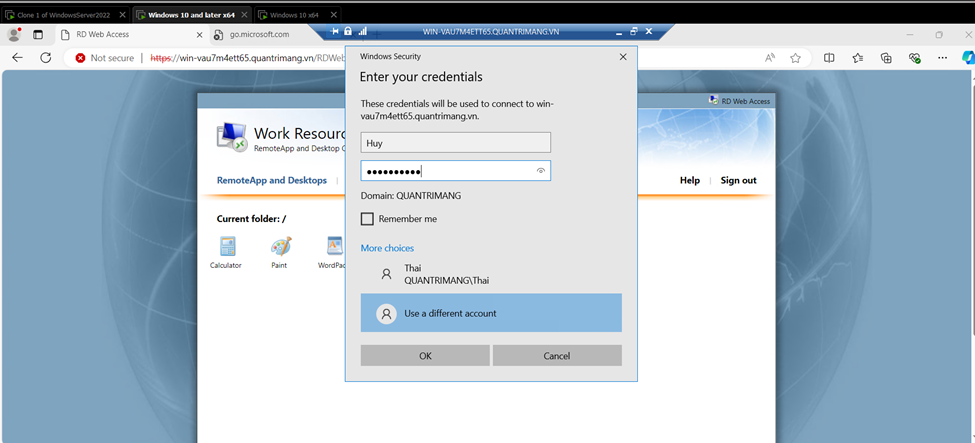 Clone 1 of WindowsServer2022
Windows 10 and later x64
Windows 10 x64
RD Web Access
go.microsoft.com
WIN-VAU7M4ETT65.QUANTRIMANG.VN
Not secure
https://win-vau7m4ett65.quantrimang.vn/RDWeb
Windows Security
Enter your credentials
These credentials will be used to connect to win-
vau7m4ett65.quantrimang.vn.
Huy
Domain: QUANTRIMANG
Remember me
More choices
Thai
QUANTRIMANG\Thai
Use a different account
OK
Cancel
RD Web Access
Work Resourc
RemoteApp and Desktop C
RemoteApp and Desktops
Help
Sign out
Current folder: /
Calculator
Paint
WordPad